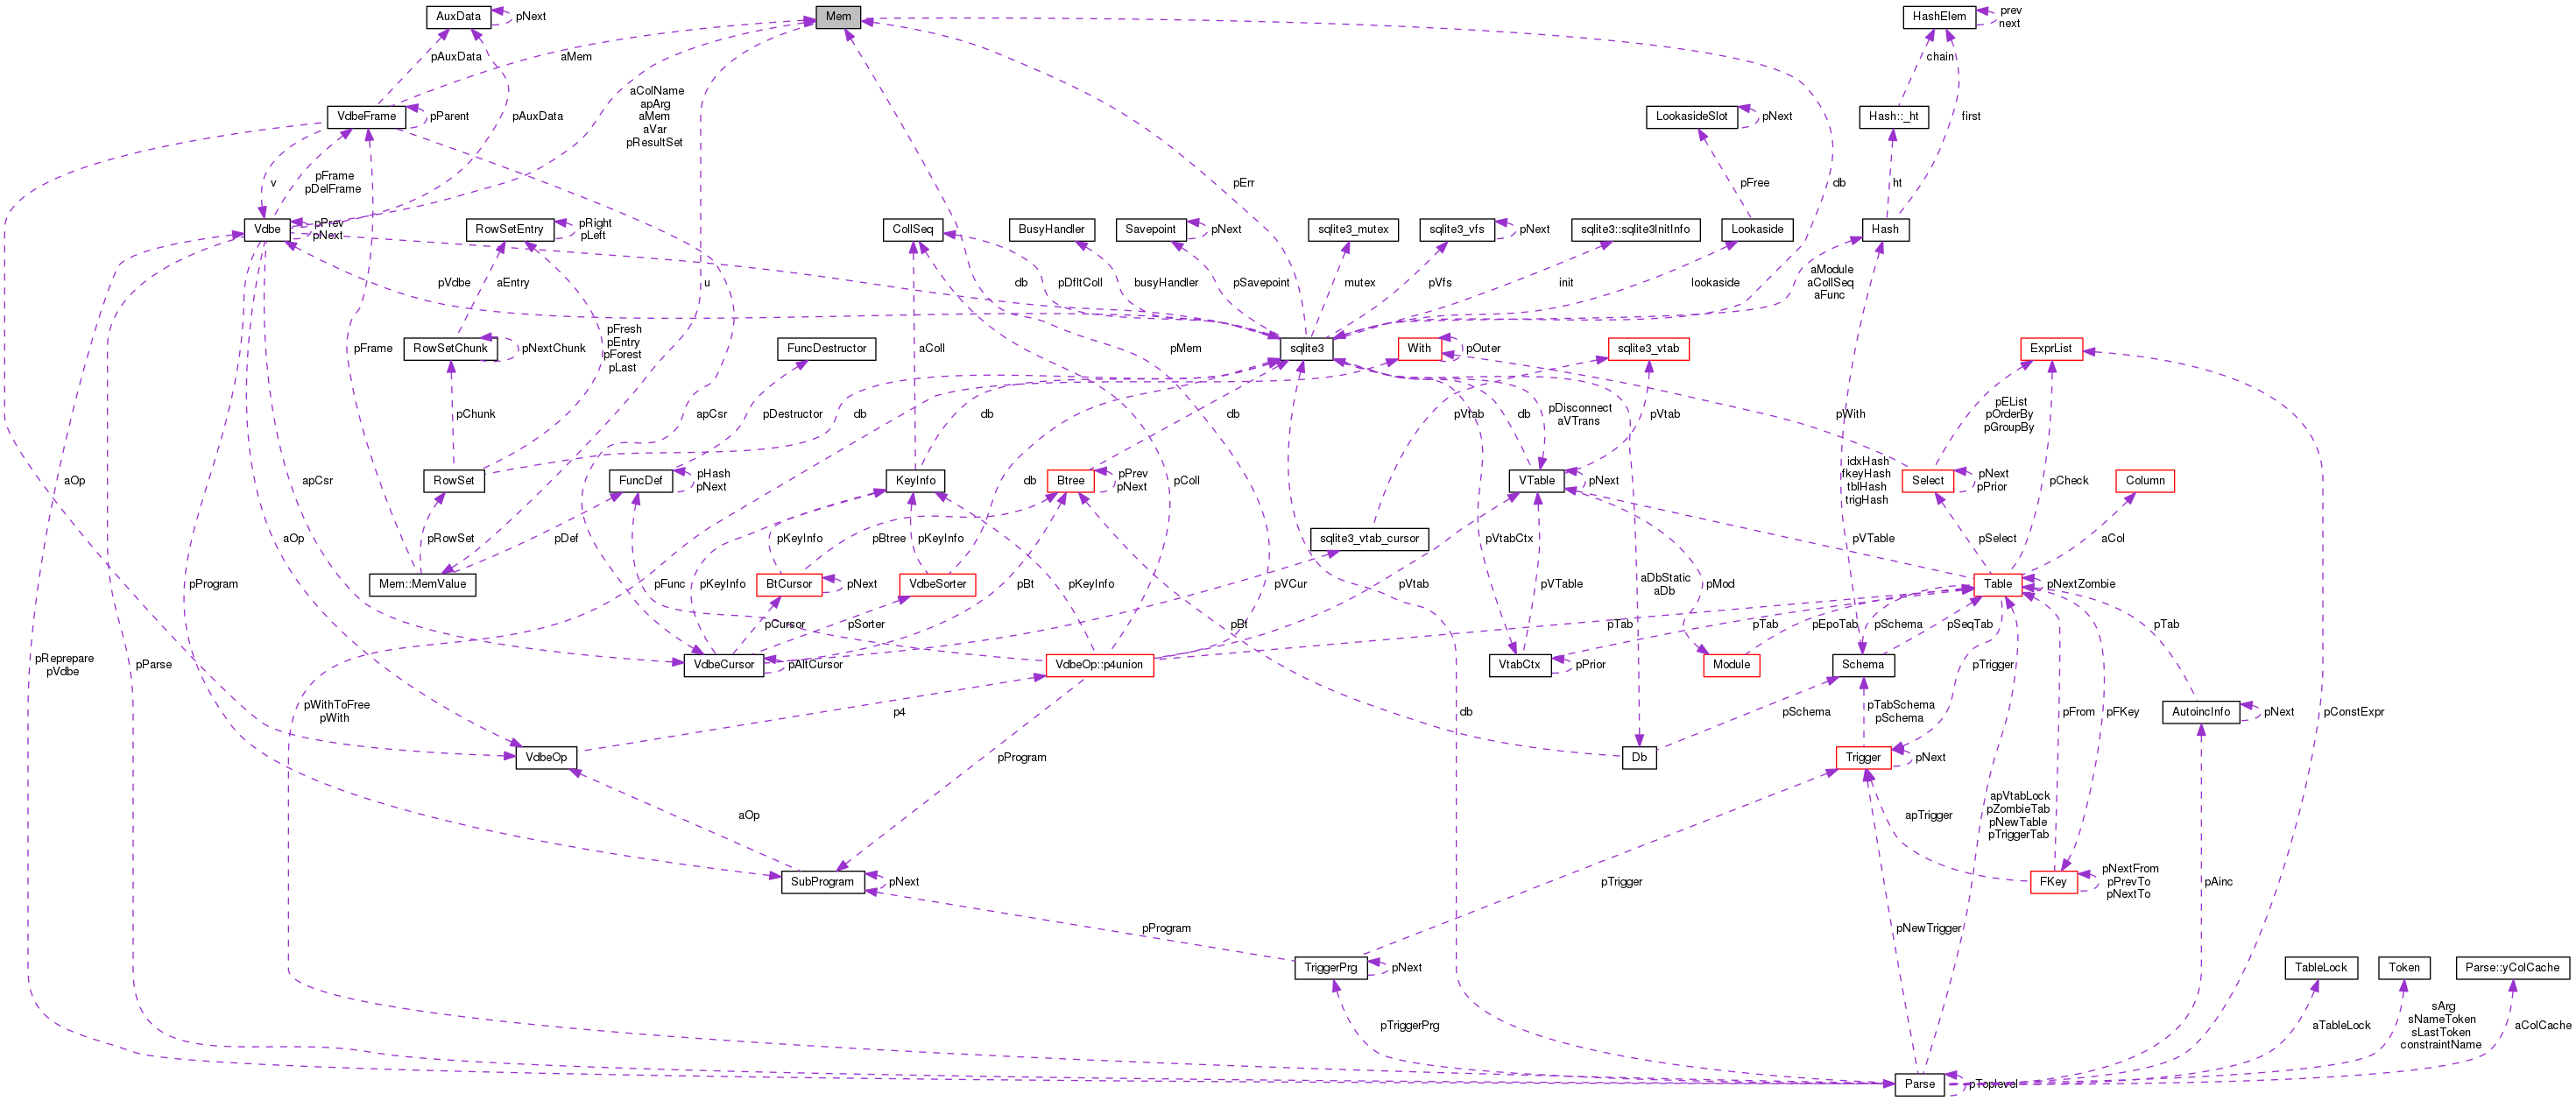 AuxData
pNext
Mem
HashElem
prev
next
pAuxData
aMem
chain
VdbeFrame
pParent
aColName
apArg
aMem
aVar
pResultSet
pAuxData
LookasideSlot
pNext
Hash::_ht
first
v
pFrame
pDelFrame
pErr
db
pFree
ht
Vdbe
pPrev
pNext
RowSetEntry
pRight
pLeft
CollSeq
BusyHandler
Savepoint
pNext
sqlite3_mutex
sqlite3_vfs
pNext
sqlite3::sqlite3InitInfo
Lookaside
Hash
aEntry
u
pVdbe
db
pDfltColl
busyHandler
pSavepoint
mutex
pVfs
init
lookaside
aModule
aCollSeq
aFunc
pFrame
RowSetChunk
pNextChunk
pFresh
pEntry
pForest
pLast
FuncDestructor
aColl
pMem
sqlite3
With
pOuter
sqlite3_vtab
ExprList
pChunk
apCsr
pDestructor
db
db
db
pVtab
pDisconnect
aVTrans
db
pVtab
pWith
pEList
pOrderBy
pGroupBy
aOp
apCsr
RowSet
FuncDef
pHash
pNext
KeyInfo
db
Btree
pPrev
pNext
pColl
VTable
pNext
idxHash
fkeyHash
tblHash
trigHash
Select
pNext
pPrior
pCheck
Column
aOp
pRowSet
pDef
pKeyInfo
pBtree
pKeyInfo
sqlite3_vtab_cursor
pVtabCtx
pVTable
pSelect
aCol
Mem::MemValue
pProgram
pFunc
pKeyInfo
BtCursor
pNext
VdbeSorter
pBt
pKeyInfo
pVCur
pVtab
pVTable
aDbStatic
aDb
pMod
Table
pNextZombie
pCursor
pSorter
pBt
pTab
pTab
pEpoTab
pSchema
pSeqTab
pTab
pReprepare
pVdbe
pParse
VdbeCursor
pAltCursor
VdbeOp::p4union
VtabCtx
pPrior
Module
Schema
pTrigger
pWithToFree
pWith
p4
db
pSchema
pTabSchema
pSchema
pFrom
pFKey
AutoincInfo
pNext
pConstExpr
VdbeOp
pProgram
Db
Trigger
pNext
aOp
apTrigger
apVtabLock
pZombieTab
pNewTable
pTriggerTab
SubProgram
pNext
pTrigger
FKey
pNextFrom
pPrevTo
pNextTo
pAinc
pProgram
pNewTrigger
TriggerPrg
pNext
TableLock
Token
Parse::yColCache
pTriggerPrg
aTableLock
sArg
sNameToken
sLastToken
constraintName
aColCache
Parse
pToplevel